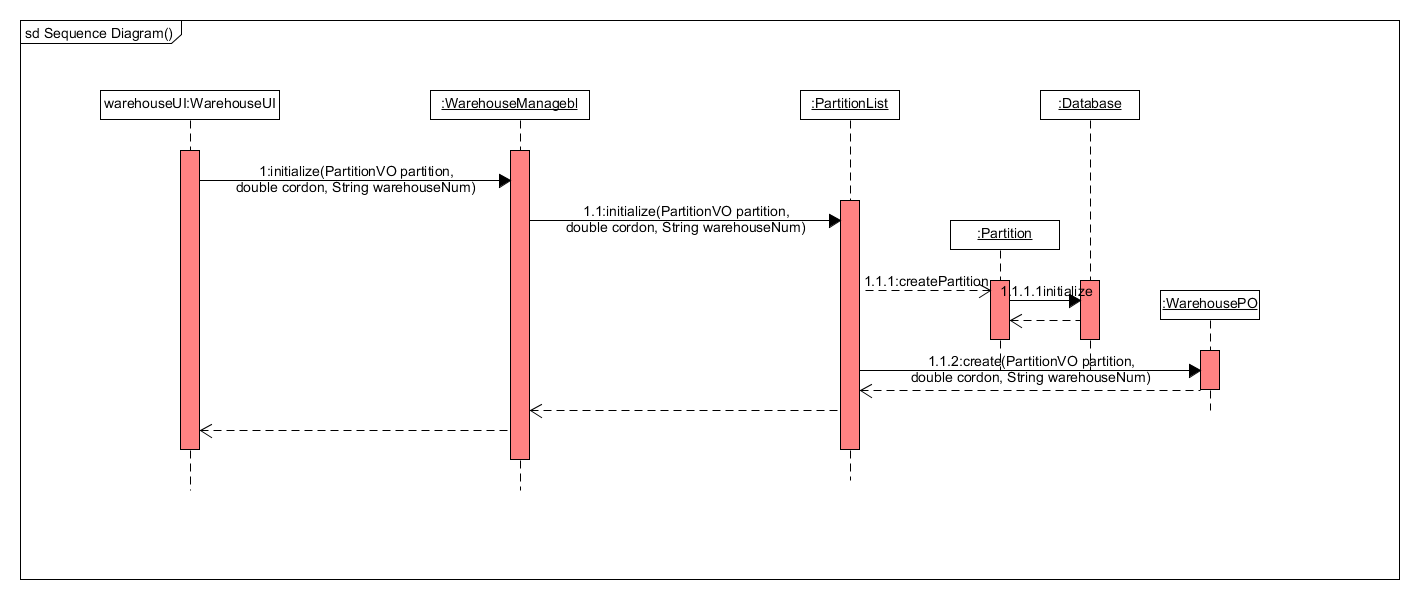 sd Sequence Diagram()
warehouseUI:WarehouseUI
:WarehouseManagebl
:PartitionList
:Database
1:initialize(PartitionVO partition,
double cordon, String warehouseNum)
1.1:initialize(PartitionVO partition,
double cordon, String warehouseNum)
:Partition
1.1.1:createPartition
1.1.1.1initialize
:WarehousePO
1.1.2:create(PartitionVO partition,
double cordon, String warehouseNum)